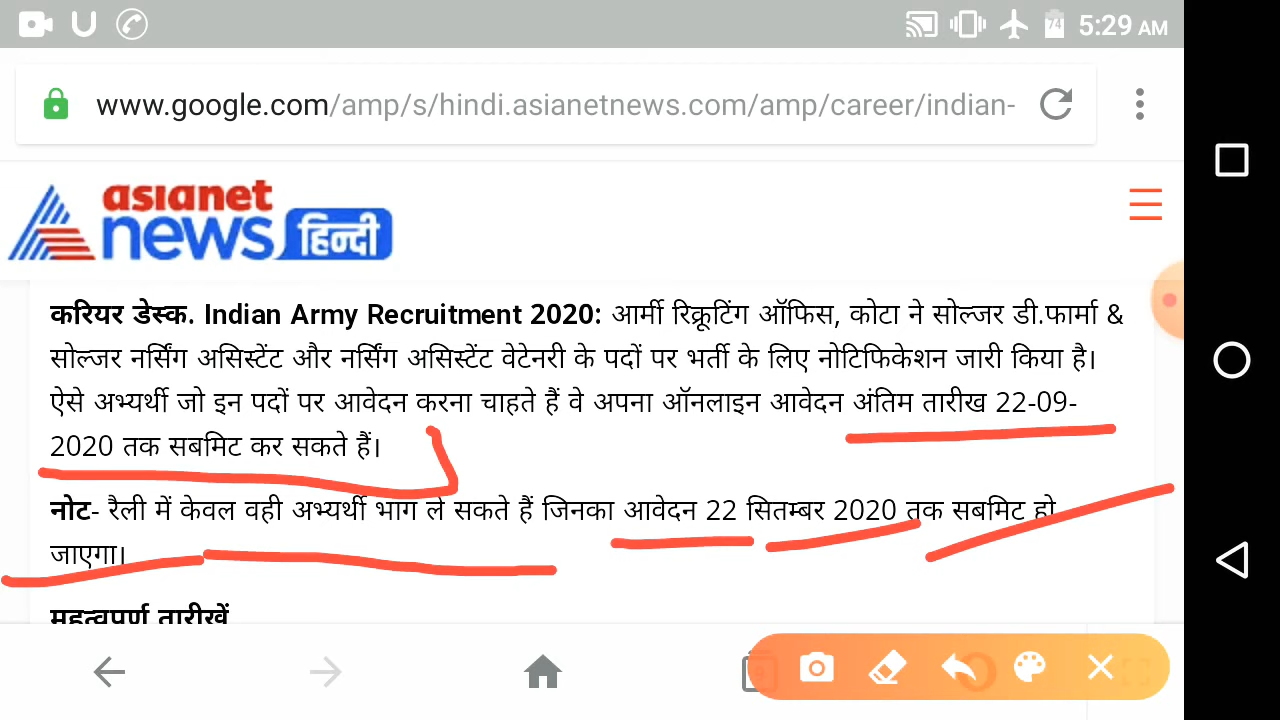 74 5:29 AM
www.google.com/amp/s/hindi.asianetnews.com/amp/career/indian-
asianet
news हिन्दी
करियर डेस्क. Indian Army Recruitment 2020: आर्मी रिक्रूटिंग ऑफिस, कोटा ने सोल्जर डी.फार्मा &
सोल्जर नर्सिंग असिस्टेंट और नर्सिंग असिस्टेंट वेटेनरी के पदों पर भर्ती के लिए नोटिफिकेशन जारी किया है।
ऐसे अभ्यर्थी जो इन पदों पर आवेदन करना चाहते हैं वे अपना ऑनलाइन आवेदन अंतिम तारीख 22-09-
2020 तक सबमिट कर सकते हैं।
नोट- रैली में केवल वही अभ्यर्थी भाग ले सकते हैं जिनका आवेदन 22 सितम्बर 2020 तक सबमिट हो
जाएगा।
महत्वपूर्ण तारीखें